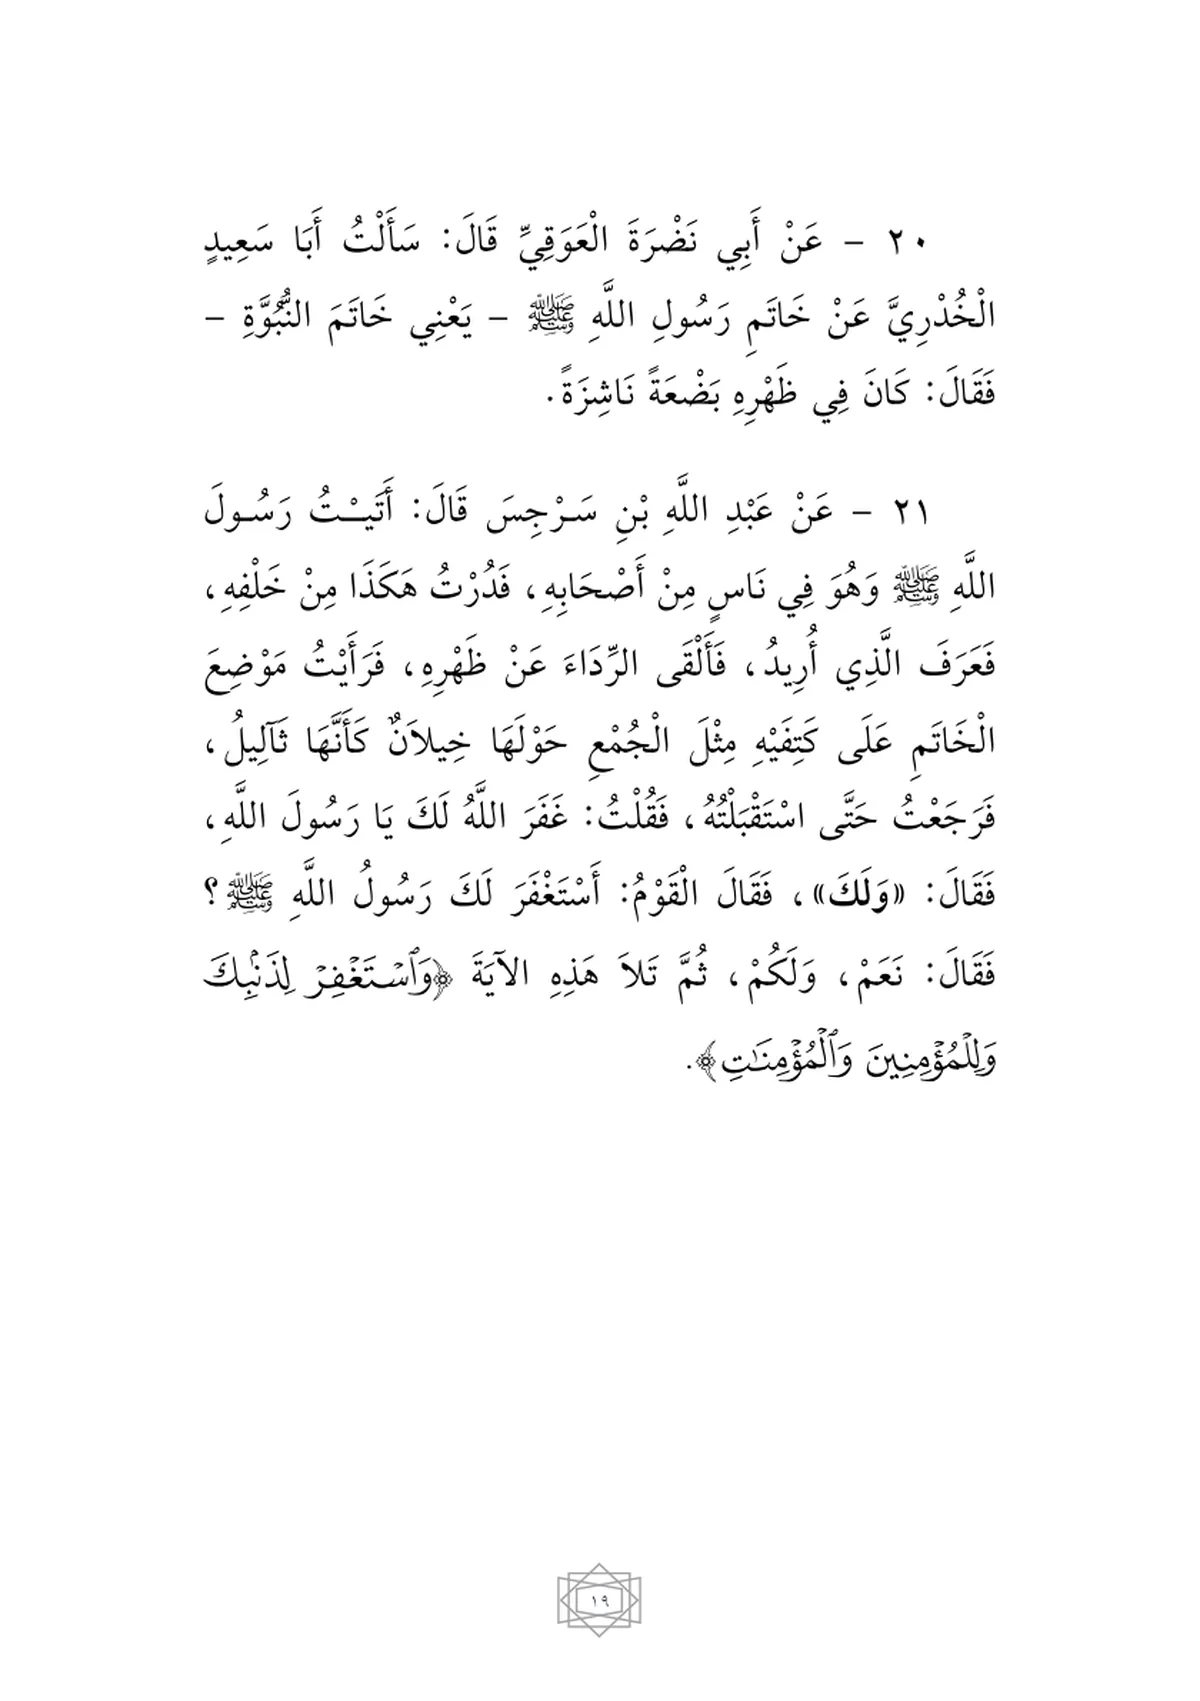 ٢٠ – عَنْ أَبِي نَضْرَةَ الْعَوَقِيِّ قَالَ: سَأَلْتُ أَبَا سَعِيدٍ
الْخُدْرِيَّ عَنْ خَاتَمِ رَسُولِ اللَّهِ ﷺ – يَعْنِي خَاتَمَ النُّبُوَّةِ –
فَقَالَ: كَانَ فِي ظَهْرِهِ بَضْعَةً نَاشِزَةً.
٢١ – عَنْ عَبْدِ اللَّهِ بْنِ سَرْجِسَ قَالَ: أَتَيْتُ رَسُولَ
اللَّهِ ﷺ وَهُوَ فِي نَاسٍ مِنْ أَصْحَابِهِ، فَدُرْتُ هَكَذَا مِنْ خَلْفِهِ،
فَعَرَفَ الَّذِي أُرِيدُ، فَأَلْقَى الرِّدَاءَ عَنْ ظَهْرِهِ، فَرَأَيْتُ مَوْضِعَ
الْخَاتَمِ عَلَى كَتِفَيْهِ مِثْلَ الْجُمْعِ حَوْلَهَا خِيلاَنٌ كَأَنَّهَا ثَآلِيلُ،
فَرَجَعْتُ حَتَّى اسْتَقْبَلْتُهُ، فَقُلْتُ: غَفَرَ اللَّهُ لَكَ يَا رَسُولَ اللَّهِ،
فَقَالَ: «وَلَكَ»، فَقَالَ الْقَوْمُ: أَسْتَغْفَرَ لَكَ رَسُولُ اللَّهِ ﷺ؟
فَقَالَ: نَعَمْ، وَلَكُمْ، ثُمَّ تَلاَ هَذِهِ الآيَةَ ﴿وَٱسۡتَغۡفِرۡ لِذَنۢبِكَ
وَلِلۡمُؤۡمِنِينَ وَٱلۡمُؤۡمِنَٰتِ﴾.
١٩